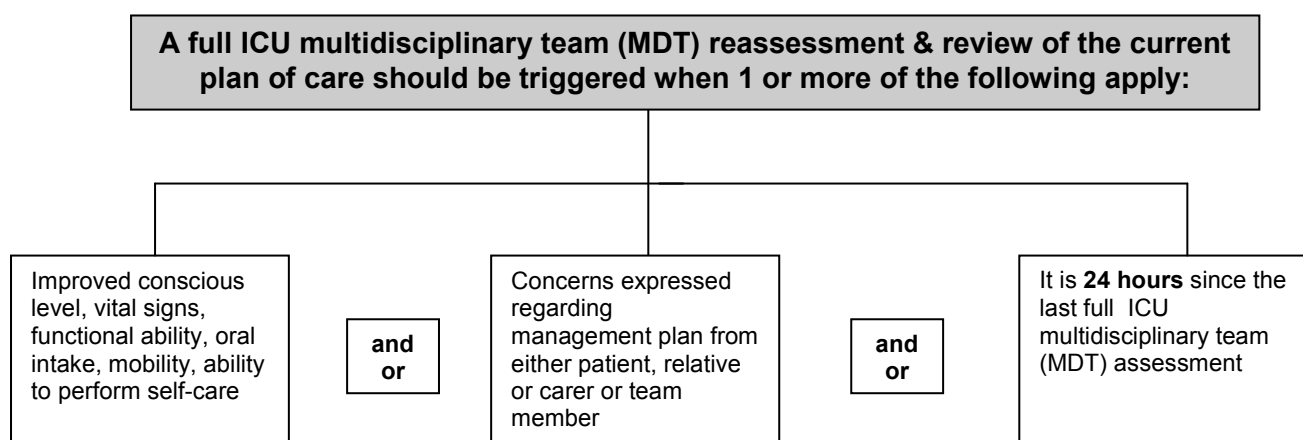 A full ICU multidisciplinary team (MDT) reassessment & review of the current
plan of care should be triggered when 1 or more of the following apply:
Improved conscious
level, vital signs,
functional ability, oral
intake, mobility, ability
to perform self-care
and
or
Concerns expressed
regarding
management plan from
either patient, relative
or carer or team
member
and
or
It is 24 hours since the
last full ICU
multidisciplinary team
(MDT) assessment